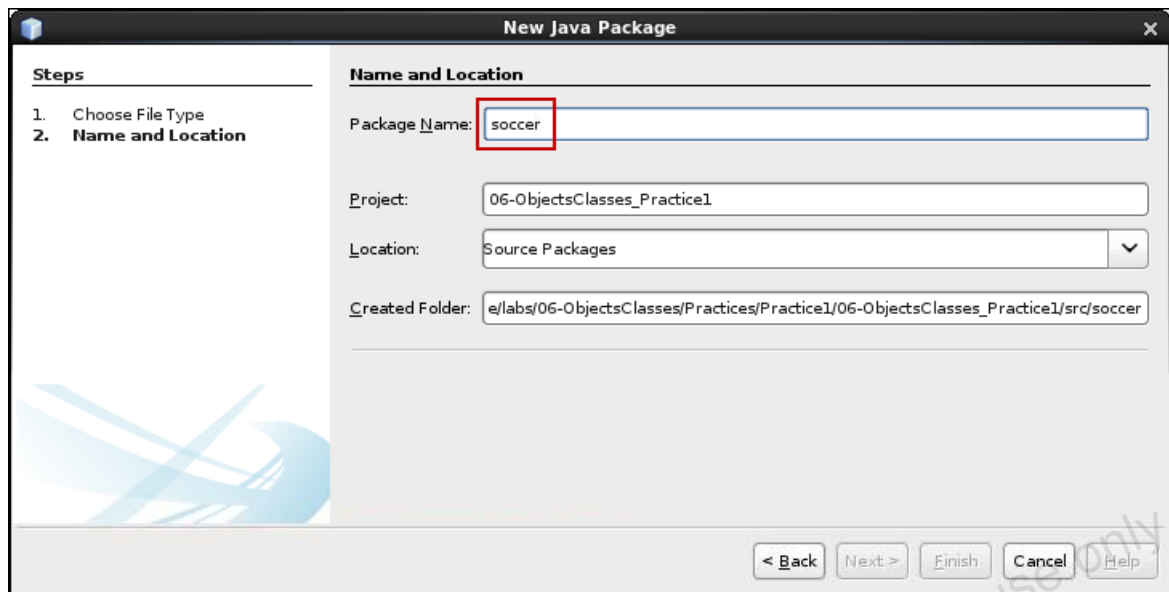 New Java Package
Steps
1. Choose File Type
2. Name and Location
Name and Location
Package Name: soccer
Project: 06-ObjectsClasses_Practice1
Location: Source Packages
Created Folder: e/labs/06-ObjectsClasses/Practices/Practice1/06-ObjectsClasses_Practice1/src/soccer
< Back Next > Finish Cancel Help
use only